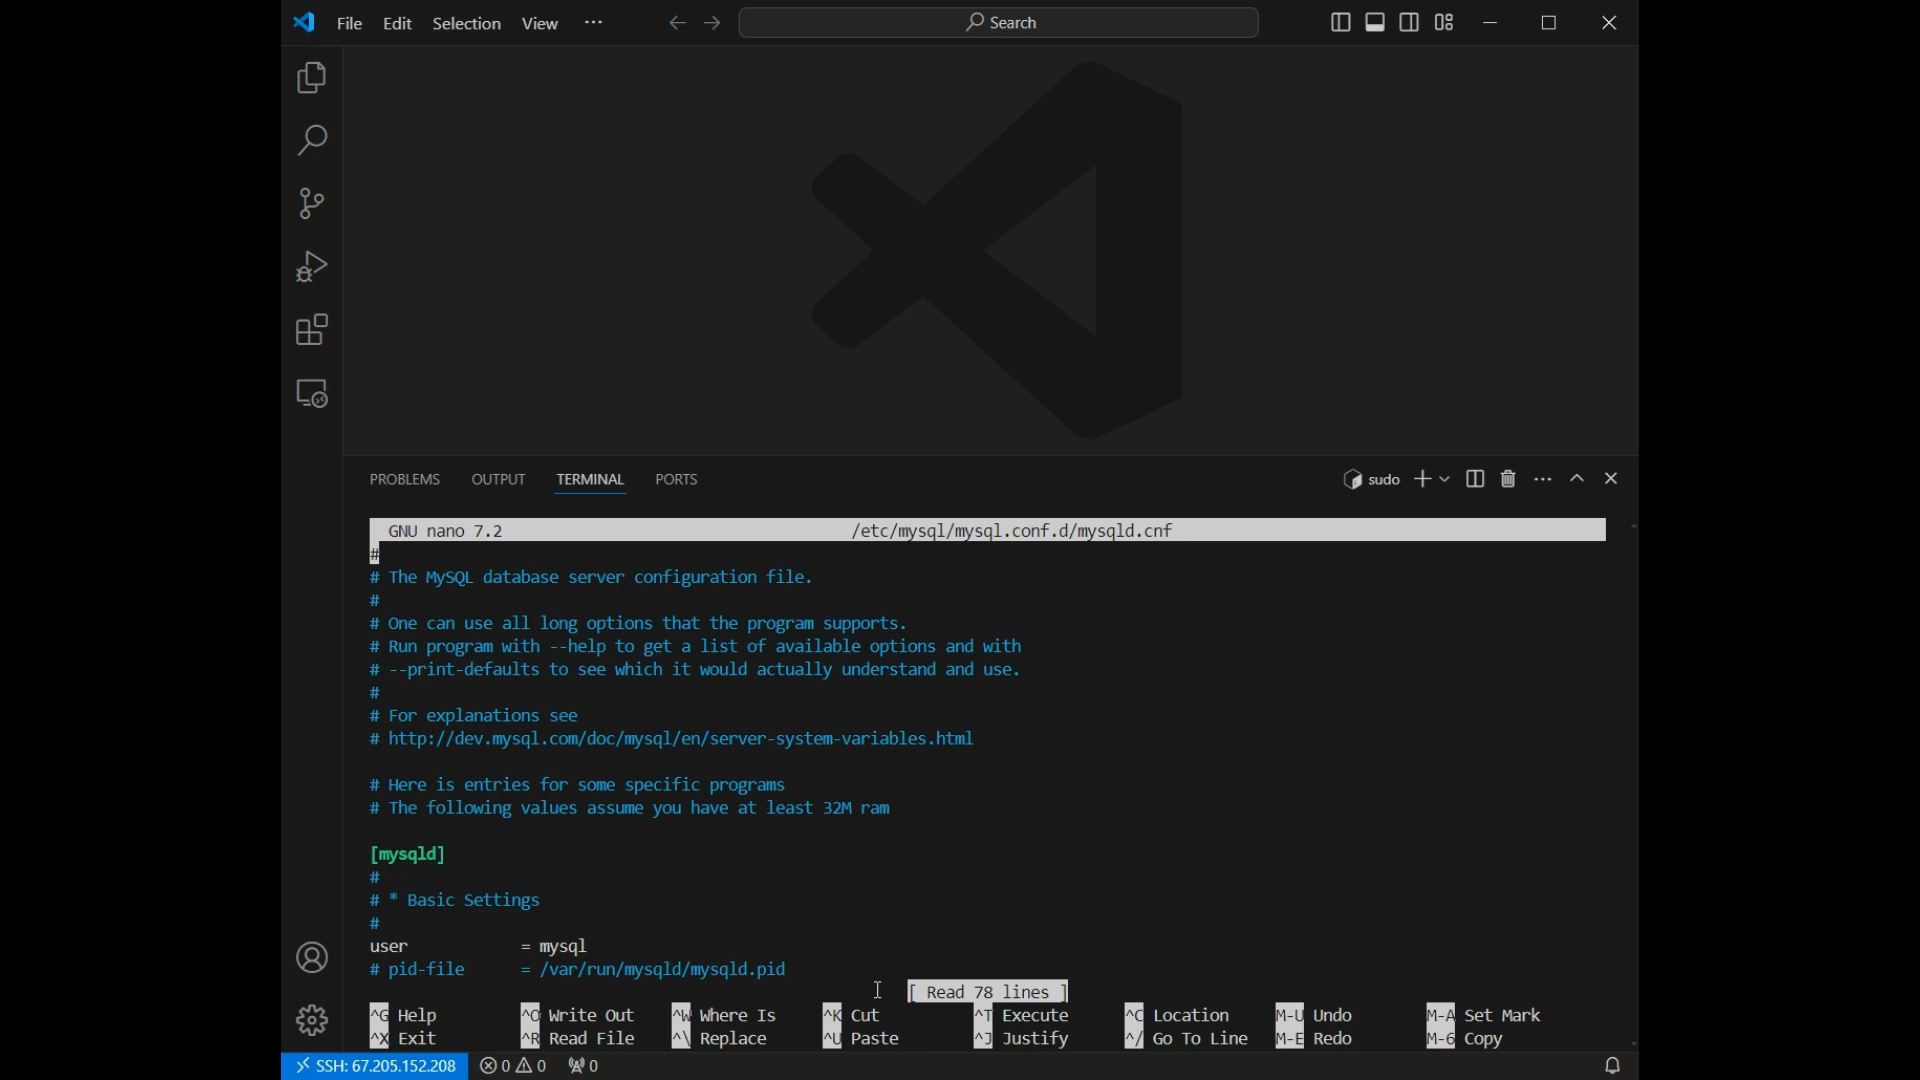 File Edit Selection View ··· Search
PROBLEMS OUTPUT TERMINAL PORTS sudo
GNU nano 7.2 /etc/mysql/mysql.conf.d/mysqld.cnf
#
# The MySQL database server configuration file.
#
# One can use all long options that the program supports.
# Run program with --help to get a list of available options and with
# --print-defaults to see which it would actually understand and use.
#
# For explanations see
# http://dev.mysql.com/doc/mysql/en/server-system-variables.html
# Here is entries for some specific programs
# The following values assume you have at least 32M ram
[mysqld]
#
# * Basic Settings
#
user = mysql
# pid-file = /var/run/mysqld/mysqld.pid
[ Read 78 lines ]
^G Help ^O Write Out ^W Where Is ^K Cut ^T Execute ^C Location M-U Undo M-A Set Mark
^X Exit ^R Read File ^\ Replace ^U Paste ^J Justify ^/ Go To Line M-E Redo M-6 Copy
SSH: 67.205.152.208 0 0 0